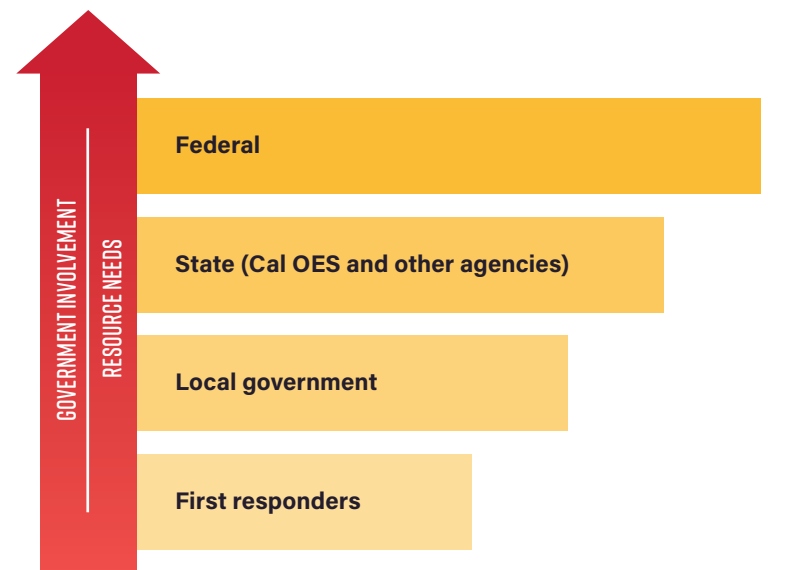 GOVERNMENT INVOLVEMENT
RESOURCE NEEDS
Federal
State (Cal OES and other agencies)
Local government
First responders